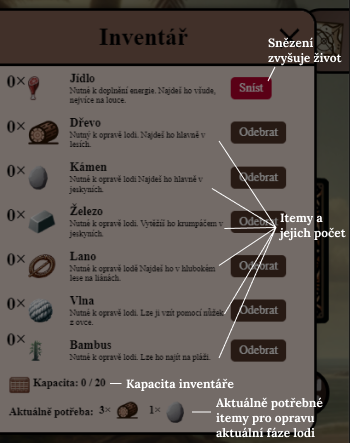 Inventář
Snězení
zvyšuje život
0×
Jídlo
Nutné k doplnění energie. Najdeš ho všude,
nejvíce na louce.
Sníst
0×
Dřevo
Nutný k opravě lodi. Najdeš ho hlavně v
lesích.
Odebrat
0×
Kámen
Nutné k opravě lodi Najdeš ho hlavně v
jeskyních.
Odebrat
0×
Železo
Nutné k opravě lodi. Vytěžíš ho krumpáčem v
jeskyních.
Odebrat
Itemy a
jejich počet
0×
Lano
Nutné k opravě lodě Najdeš ho v hlubokém
lese na liánách.
Odebrat
0×
Vlna
Nutné k opravě lodi. Lze ji vzít pomocí nůžek
z ovce.
Odebrat
0×
Bambus
Nutné k opravě lodi. Lze ho najít na pláži.
Odebrat
Kapacita: 0 / 20
Kapacita inventáře
Aktuálně potřeba: 3× 1×
Aktuálně potřebné
itemy pro opravu
aktuální fáze lodi